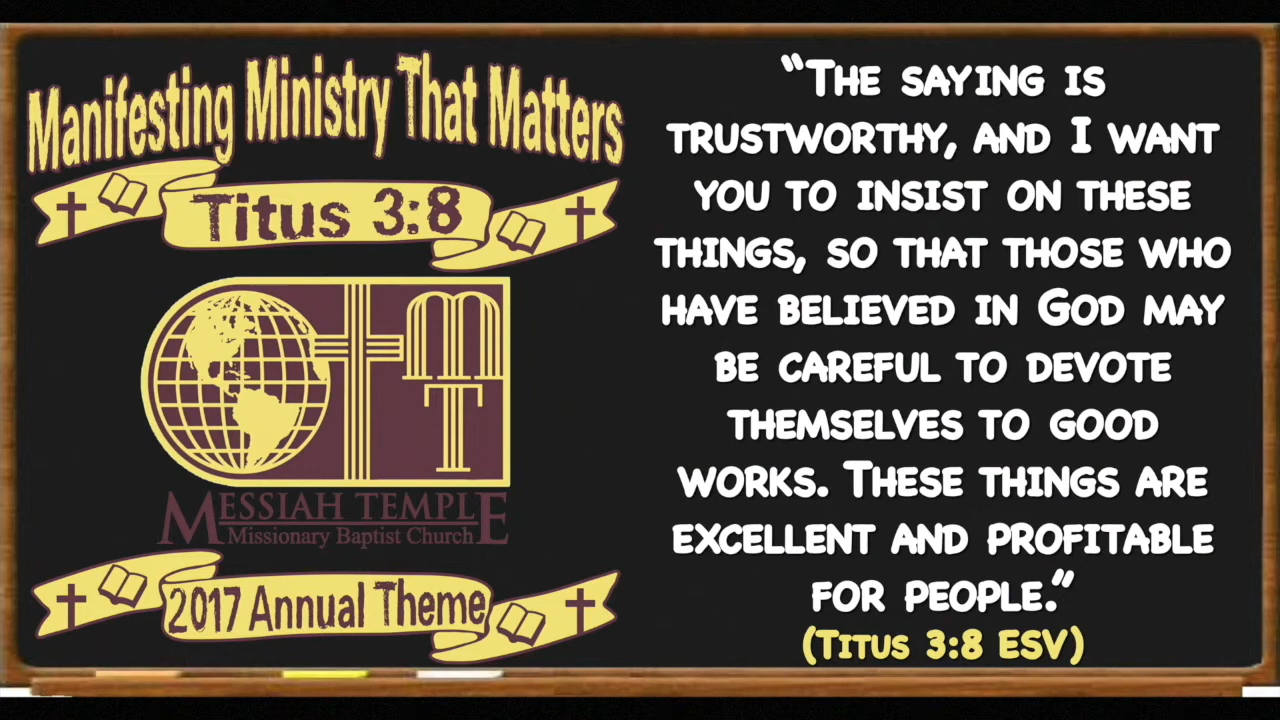 Manifesting Ministry That Matters
Titus 3:8
MT
MESSIAH TEMPLE
Missionary Baptist Church
2017 Annual Theme
“THE SAYING IS
TRUSTWORTHY, AND I WANT
YOU TO INSIST ON THESE
THINGS, SO THAT THOSE WHO
HAVE BELIEVED IN GOD MAY
BE CAREFUL TO DEVOTE
THEMSELVES TO GOOD
WORKS. THESE THINGS ARE
EXCELLENT AND PROFITABLE
FOR PEOPLE.”
(TITUS 3:8 ESV)